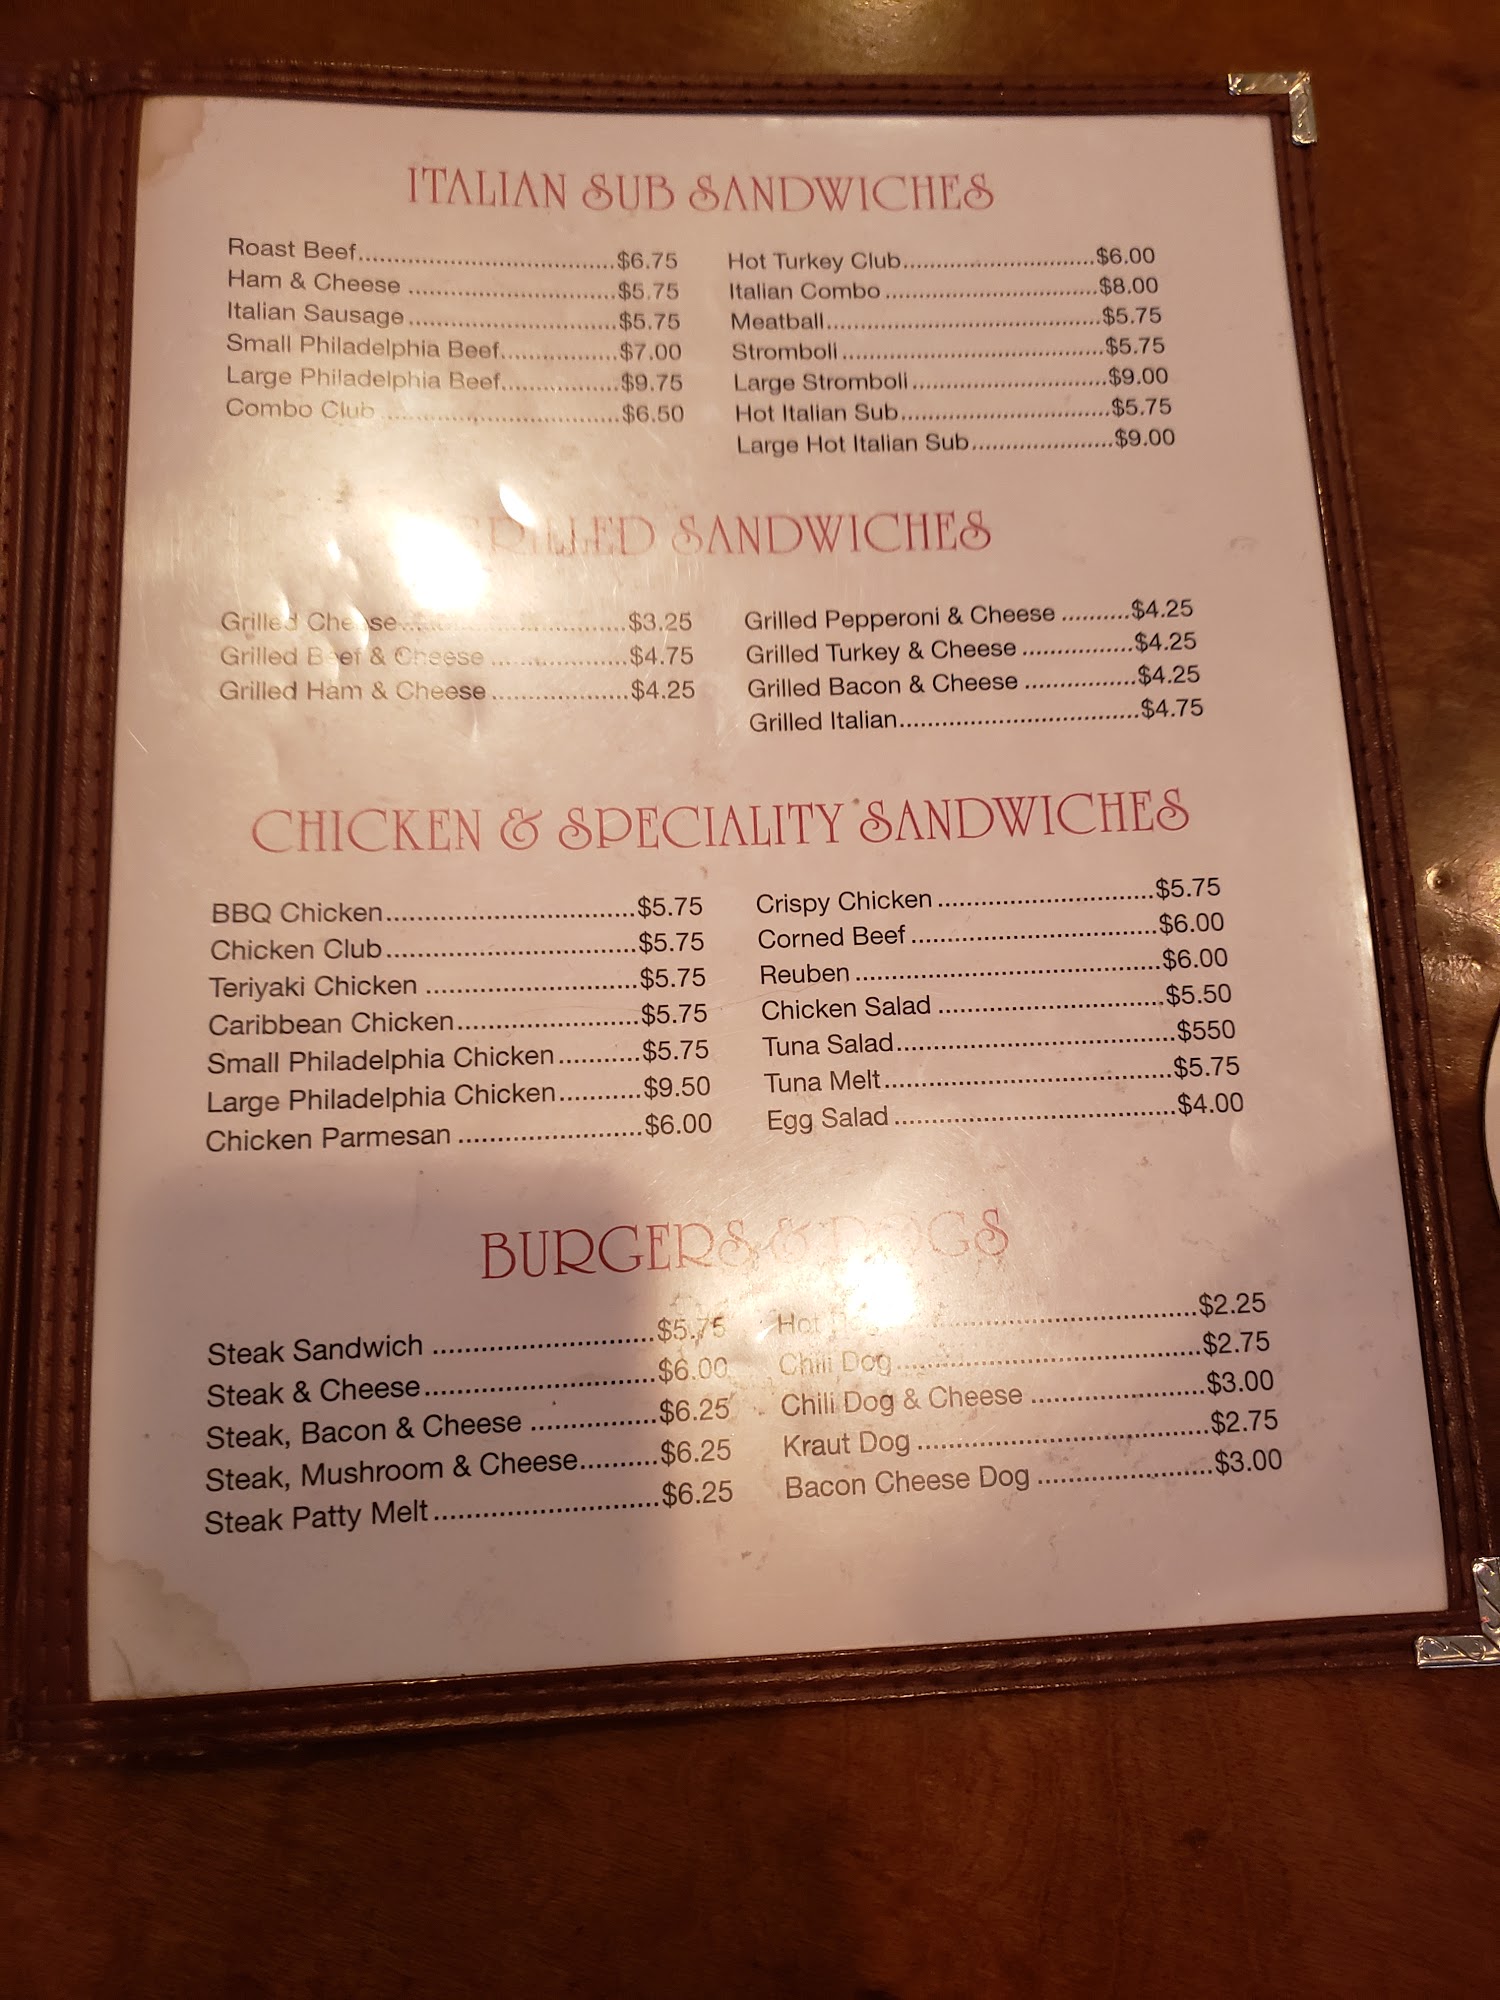 ITALIAN SUB SANDWICHES
Roast Beef....................................$6.75
Ham & Cheese .............................$5.75
Italian Sausage.............................$5.75
Small Philadelphia Beef................$7.00
Large Philadelphia Beef................$9.75
Combo Club .................................$6.50
Hot Turkey Club............................$6.00
Italian Combo ...............................$8.00
Meatball........................................$5.75
Stromboli ......................................$5.75
Large Stromboli ............................$9.00
Hot Italian Sub..............................$5.75
Large Hot Italian Sub....................$9.00
GRILLED SANDWICHES
Grilled Cheese..............................$3.25
Grilled Beef & Cheese ..................$4.75
Grilled Ham & Cheese ..................$4.25
Grilled Pepperoni & Cheese ..........$4.25
Grilled Turkey & Cheese ................$4.25
Grilled Bacon & Cheese ................$4.25
Grilled Italian..................................$4.75
CHICKEN & SPECIALITY SANDWICHES
BBQ Chicken................................$5.75
Chicken Club................................$5.75
Teriyaki Chicken ...........................$5.75
Caribbean Chicken.......................$5.75
Small Philadelphia Chicken...........$5.75
Large Philadelphia Chicken...........$9.50
Chicken Parmesan ........................$6.00
Crispy Chicken ............................$5.75
Corned Beef ................................$6.00
Reuben .......................................$6.00
Chicken Salad .............................$5.50
Tuna Salad...................................$550
Tuna Melt.....................................$5.75
Egg Salad ....................................$4.00
BURGERS & DOGS
Steak Sandwich ............................$5.75
Steak & Cheese.............................$6.00
Steak, Bacon & Cheese ................$6.25
Steak, Mushroom & Cheese..........$6.25
Steak Patty Melt............................$6.25
Hot ..................................$2.25
Chili Dog.......................................$2.75
Chili Dog & Cheese ......................$3.00
Kraut Dog .....................................$2.75
Bacon Cheese Dog ......................$3.00